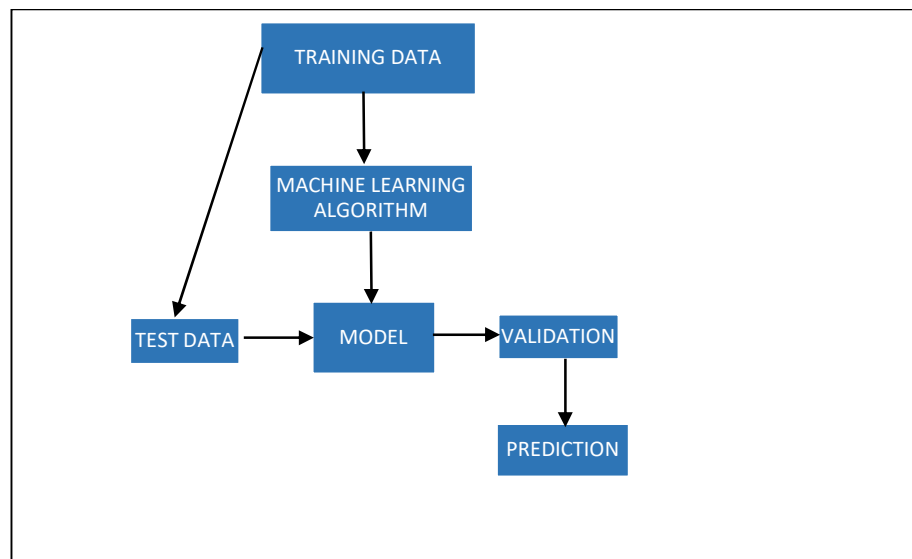 TRAINING DATA
MACHINE LEARNING
ALGORITHM
TEST DATA
MODEL
VALIDATION
PREDICTION